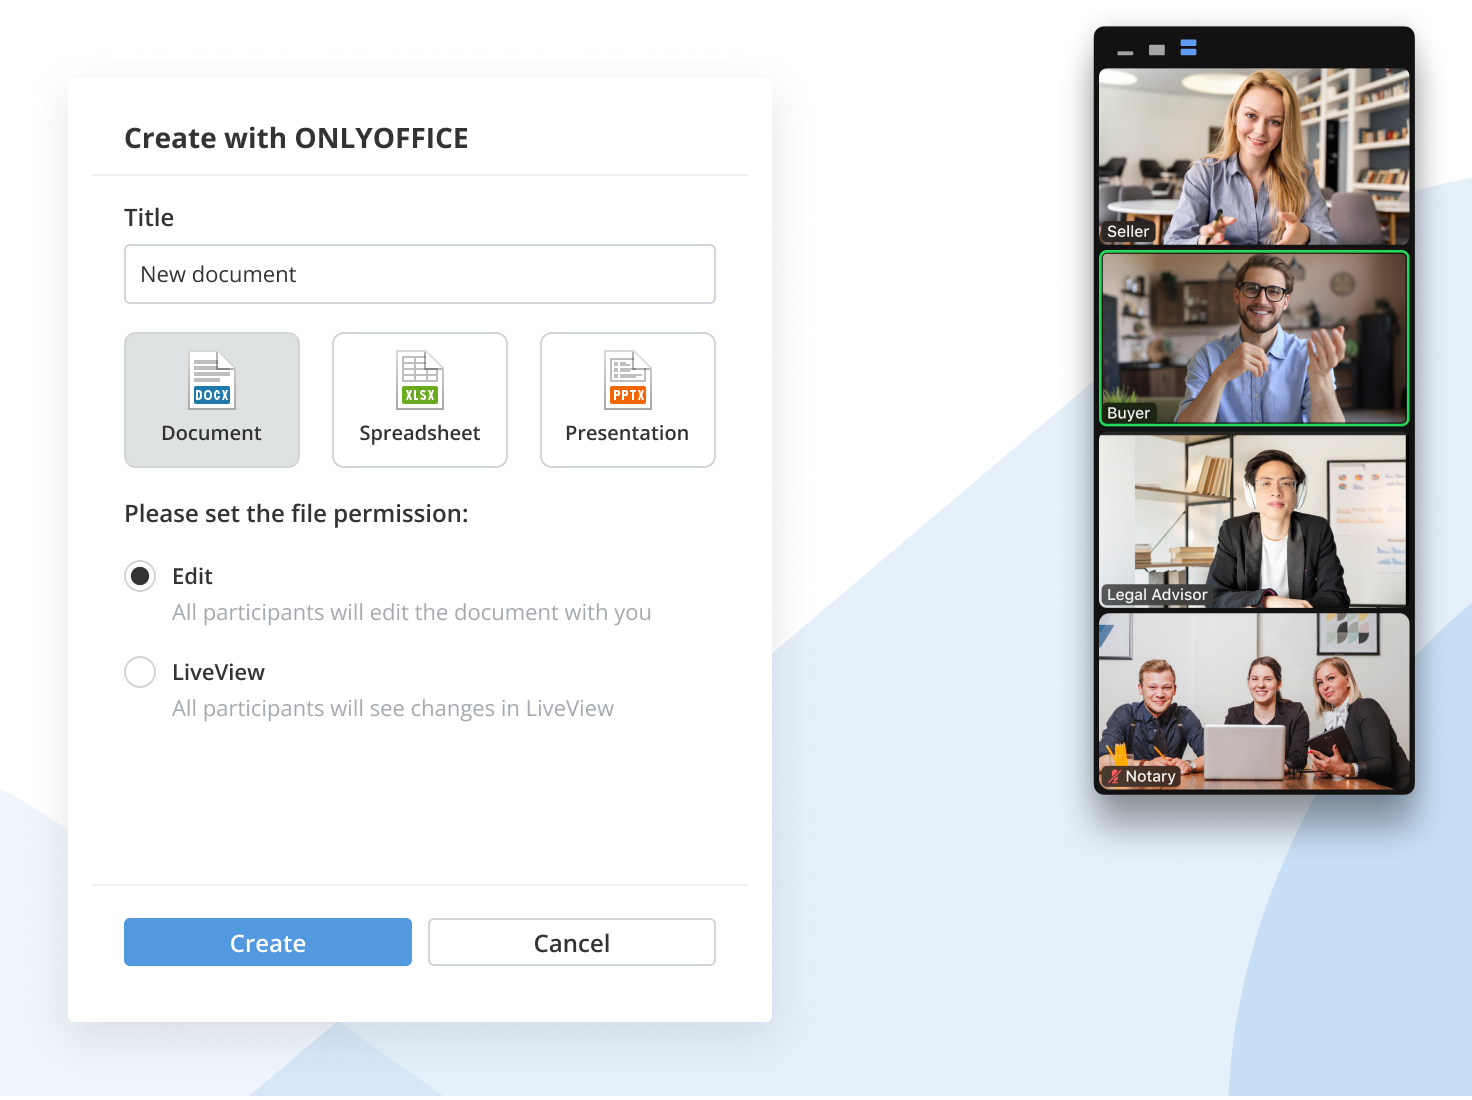 Create with ONLYOFFICE
Title
New document
DOCX
XLSX
PPTX
Document
Spreadsheet
Presentation
Please set the file permission:
Edit
All participants will edit the document with you
LiveView
All participants will see changes in LiveView
Create
Cancel
Seller
Buyer
Legal Advisor
Notary